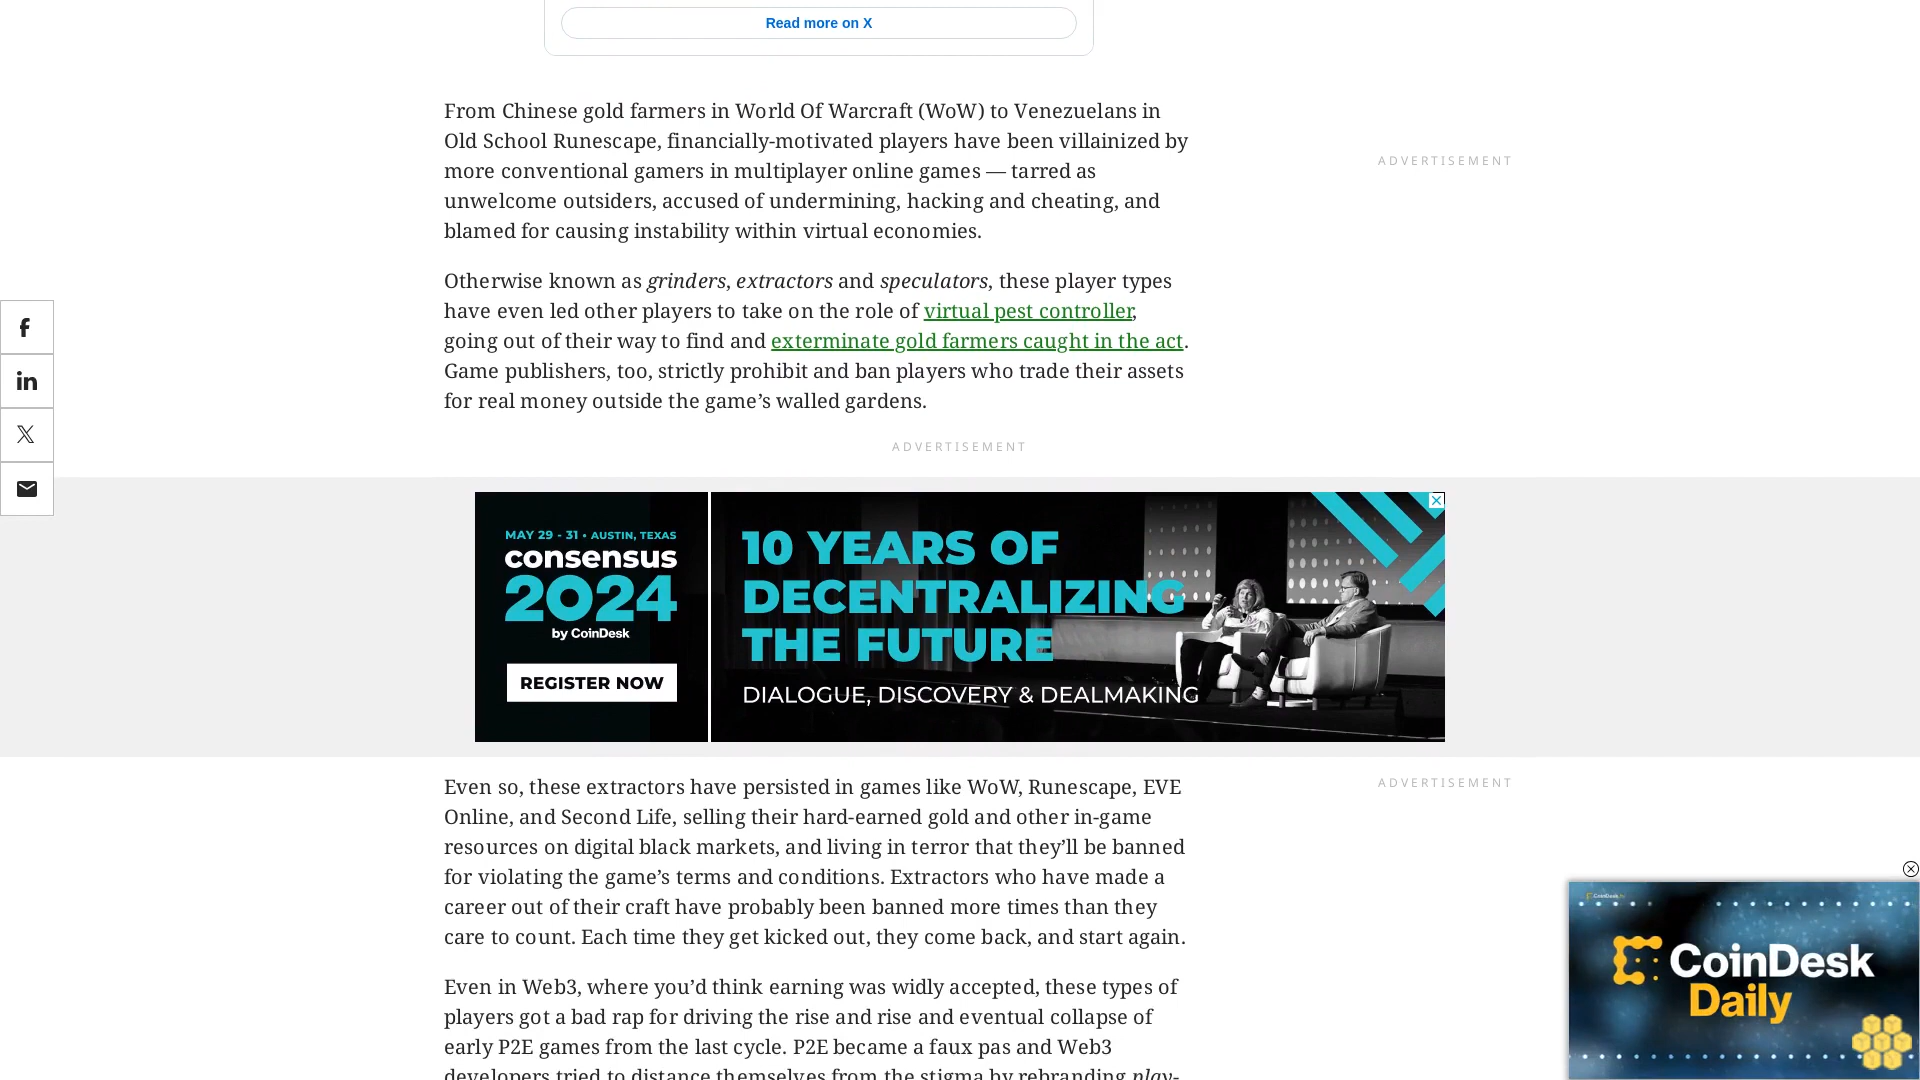 Read more on X
From Chinese gold farmers in World Of Warcraft (WoW) to Venezuelans in
Old School Runescape, financially-motivated players have been villainized by
more conventional gamers in multiplayer online games — tarred as
unwelcome outsiders, accused of undermining, hacking and cheating, and
blamed for causing instability within virtual economies.
ADVERTISEMENT
Otherwise known as grinders, extractors and speculators, these player types
have even led other players to take on the role of virtual pest controller,
going out of their way to find and exterminate gold farmers caught in the act.
Game publishers, too, strictly prohibit and ban players who trade their assets
for real money outside the game’s walled gardens.
ADVERTISEMENT
MAY 29 - 31 • AUSTIN, TEXAS
consensus
2024
by CoinDesk
REGISTER NOW
10 YEARS OF
DECENTRALIZING
THE FUTURE
DIALOGUE, DISCOVERY & DEALMAKING
Even so, these extractors have persisted in games like WoW, Runescape, EVE
Online, and Second Life, selling their hard-earned gold and other in-game
resources on digital black markets, and living in terror that they’ll be banned
for violating the game’s terms and conditions. Extractors who have made a
career out of their craft have probably been banned more times than they
care to count. Each time they get kicked out, they come back, and start again.
ADVERTISEMENT
Even in Web3, where you’d think earning was widly accepted, these types of
players got a bad rap for driving the rise and rise and eventual collapse of
early P2E games from the last cycle. P2E became a faux pas and Web3
developers tried to distance themselves from the stigma by rebranding play-
CoinDesk
Daily